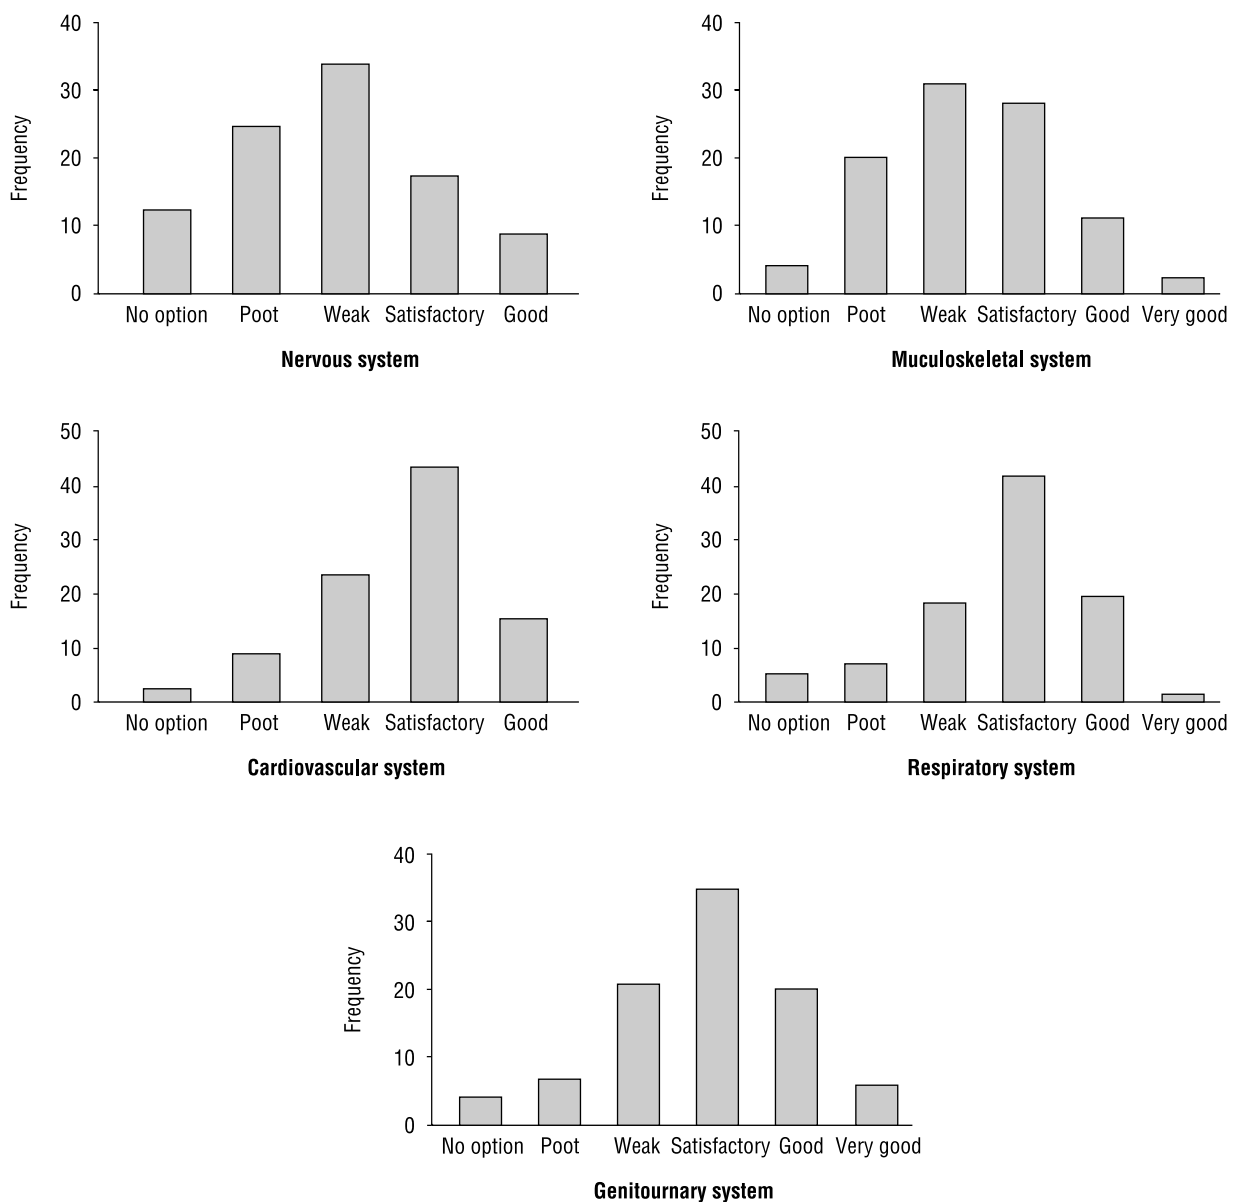 40
30
20
10
0
Frequency
No option Poot Weak Satisfactory Good
Nervous system
40
30
20
10
0
Frequency
No option Poot Weak Satisfactory Good Very good
Muculoskeletal system
50
40
30
20
10
0
Frequency
No option Poot Weak Satisfactory Good
Cardiovascular system
50
40
30
20
10
0
Frequency
No option Poot Weak Satisfactory Good Very good
Respiratory system
40
30
20
10
0
Frequency
No option Poot Weak Satisfactory Good Very good
Genitournary system